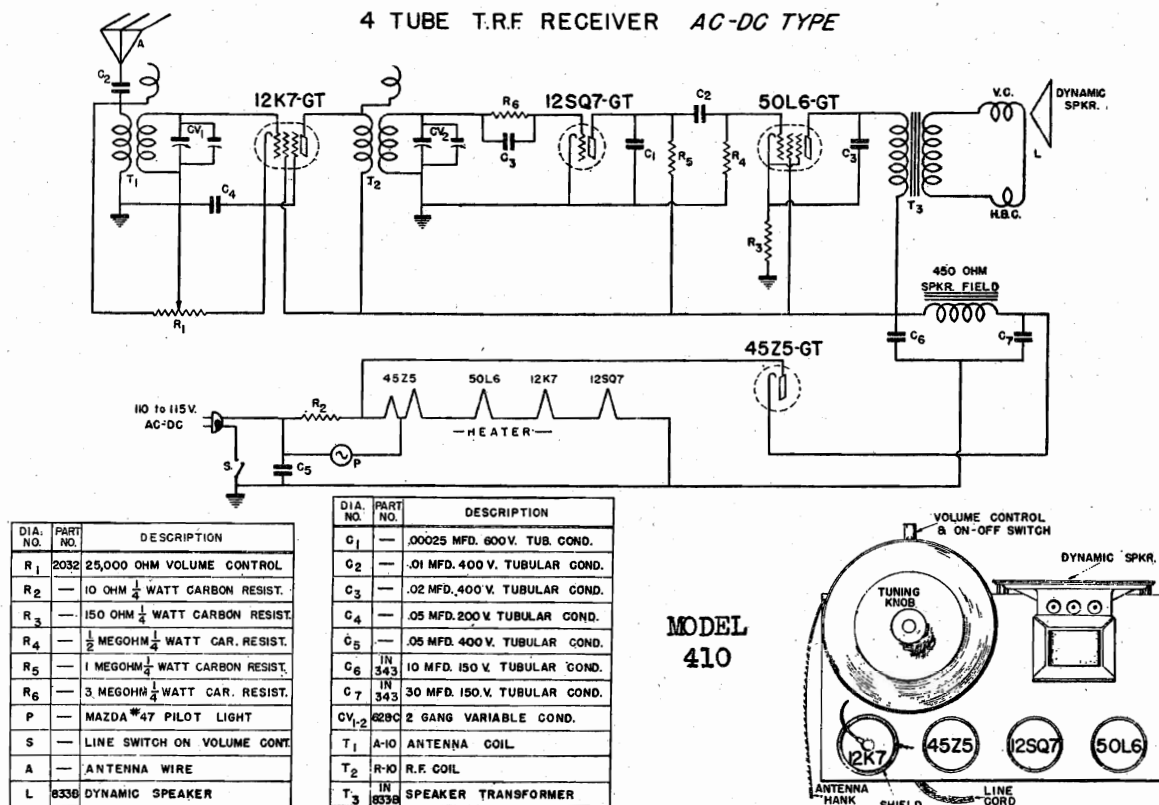 4 TUBE T.R.F. RECEIVER AC-DC TYPE
A
C2
12K7-GT
R6
12SQ7-GT
C2
50L6-GT
V.C.
DYNAMIC
SPKR.
CV1
CV2
C3
C1
R5
R4
C3
L
T1
T2
T3
C4
H.B.C.
R3
450 OHM
SPKR. FIELD
R1
C6
C7
45Z5-GT
45Z5 50L6 12K7 12SQ7
110 to 115V.
AC-DC
R2
—HEATER—
S.
C5
P
DIA. NO. PART NO. DESCRIPTION
R1 2032 25,000 OHM VOLUME CONTROL
R2 — 10 OHM 1/4 WATT CARBON RESIST.
R3 — 150 OHM 1/4 WATT CARBON RESIST.
R4 — 1/2 MEGOHM 1/4 WATT CAR. RESIST.
R5 — 1 MEGOHM 1/4 WATT CARBON RESIST.
R6 — 3 MEGOHM 1/4 WATT CAR. RESIST.
P — MAZDA #47 PILOT LIGHT
S — LINE SWITCH ON VOLUME CONT.
A — ANTENNA WIRE
L 833B DYNAMIC SPEAKER
DIA. NO. PART NO. DESCRIPTION
C1 — .00025 MFD. 600V. TUB. COND.
C2 — .01 MFD. 400 V. TUBULAR COND.
C3 — .02 MFD. 400 V. TUBULAR COND.
C4 — .05 MFD. 200 V. TUBULAR COND.
C5 — .05 MFD. 400 V. TUBULAR COND.
C6 IN 343 10 MFD. 150 V. TUBULAR COND.
C7 IN 343 30 MFD. 150.V. TUBULAR COND.
CV1-2 628C 2 GANG VARIABLE COND.
T1 A-10 ANTENNA COIL
T2 R-10 R.F. COIL
T3 IN 833B SPEAKER TRANSFORMER
MODEL
410
VOLUME CONTROL
& ON-OFF SWITCH
DYNAMIC SPKR.
TUNING
KNOB
12K7 45Z5 12SQ7 50L6
ANTENNA
HANK
SHIELD
LINE
CORD